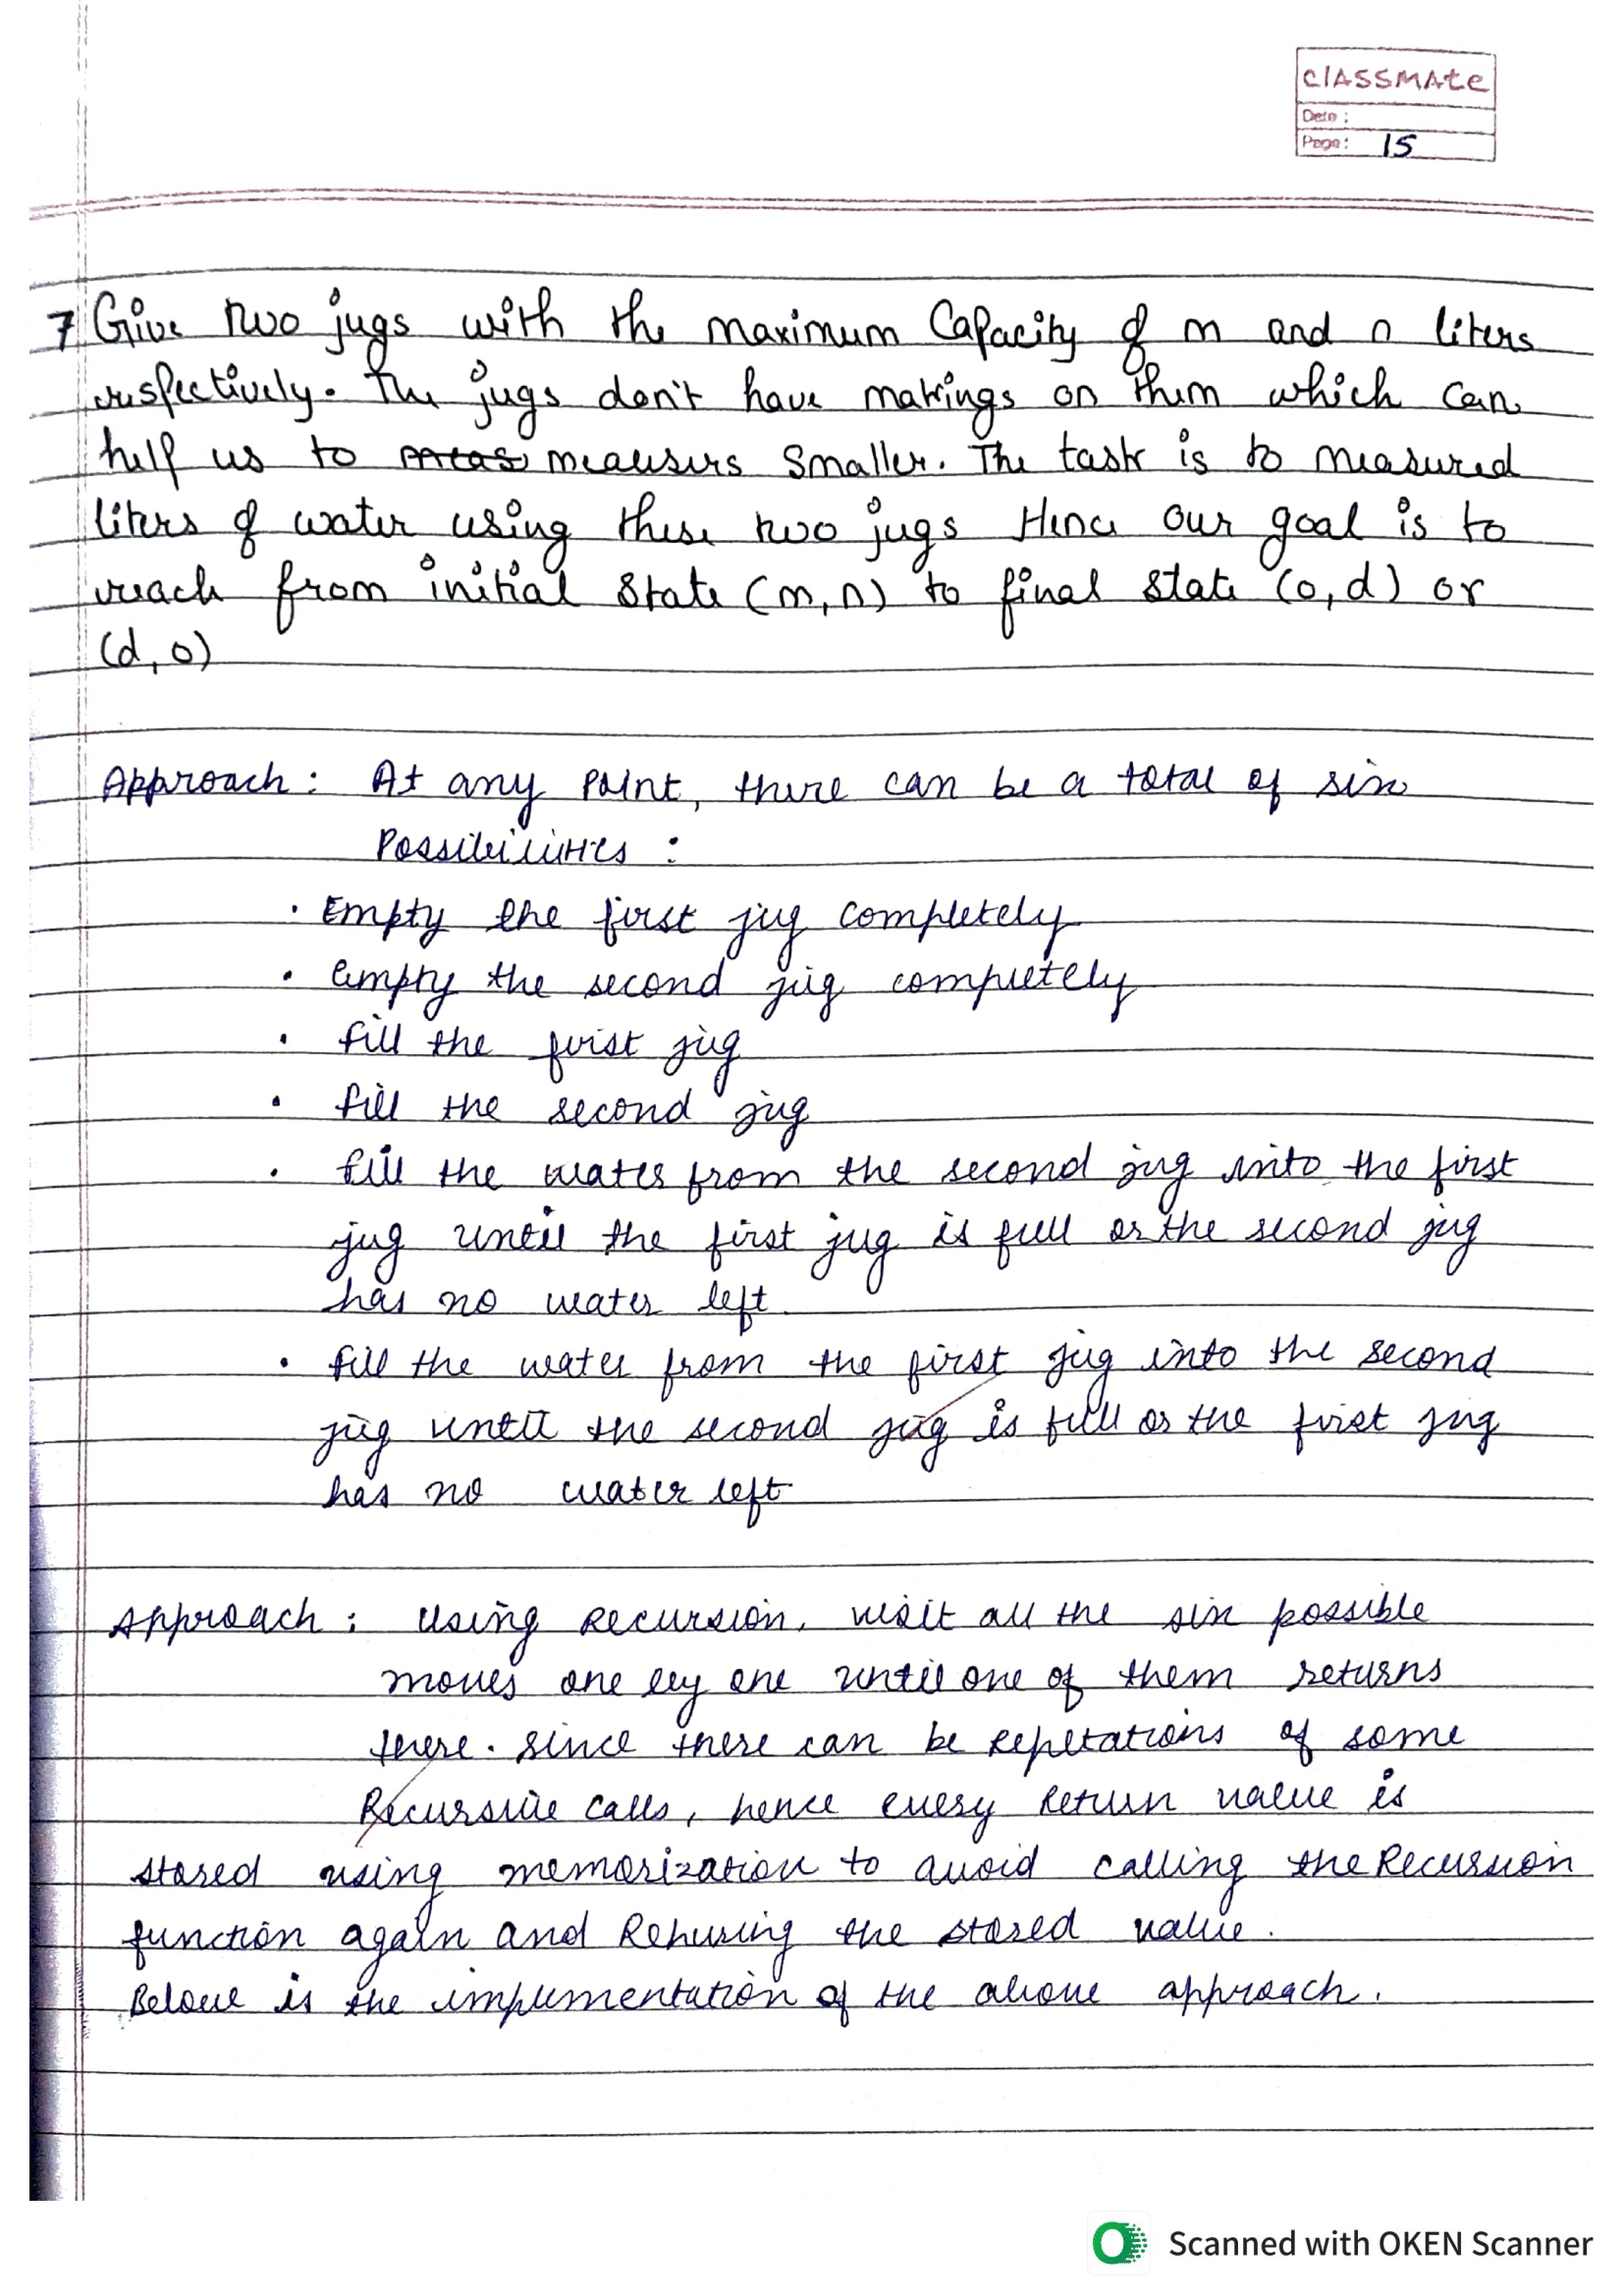 classmate
Date :
Page : 15
7 Give two jugs with the maximum Capacity of m and n liters
respectively. The jugs don't have markings on them which can
help us to measures smaller. The task is to measured
liters of water using these two jugs Hence our goal is to
reach from initial state (m,n) to final state (0,d) or
(d,0)
Approach : At any point, there can be a total of six
Possibilities :
· Empty the first jug completely
· empty the second jug completely
· fill the first jug
· fill the second jug
· fill the water from the second jug into the first
jug until the first jug is full or the second jug
has no water left
· fill the water from the first jug into the second
jug until the second jug is full or the first jug
has no water left
Approach : Using Recursion, visit all the six possible
moves one by one until one of them returns
there. Since there can be Repetations of some
Recursive calls, hence every return value is
stored using memorization to avoid calling the Recursion
function again and Rehusing the stored value.
Below is the implementation of the above approach.
Scanned with OKEN Scanner